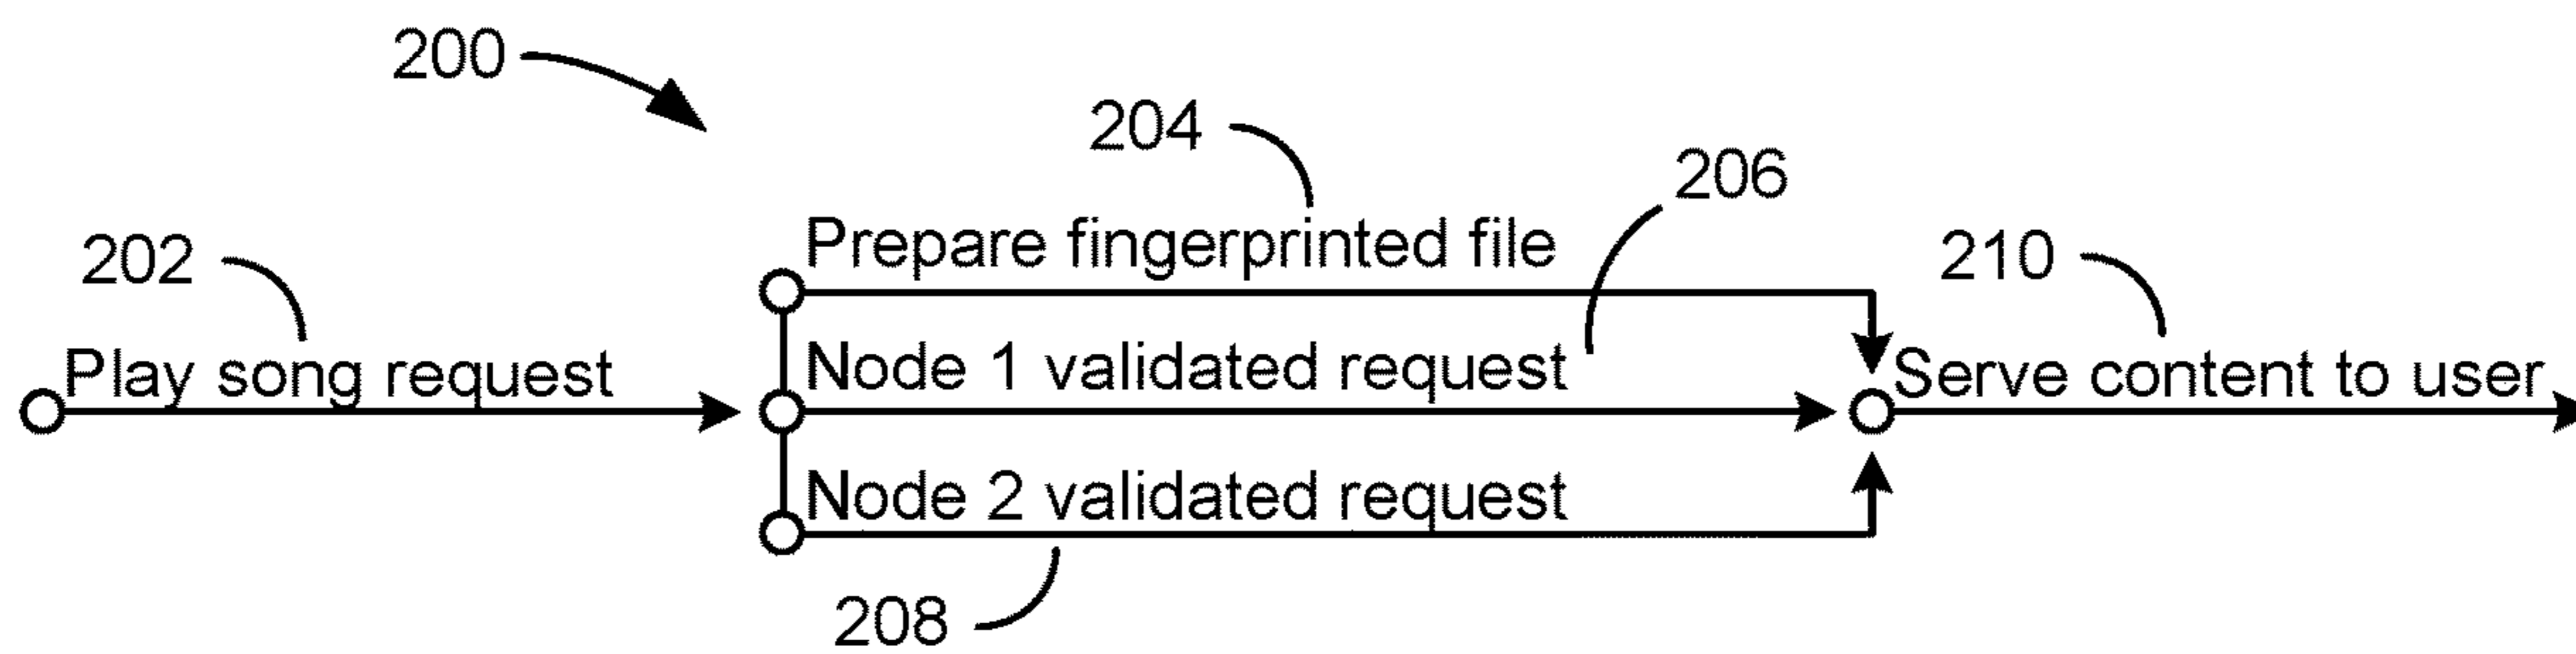 200
204
206
202
Prepare fingerprinted file
210
Play song request
Node 1 validated request
Serve content to user
Node 2 validated request
208